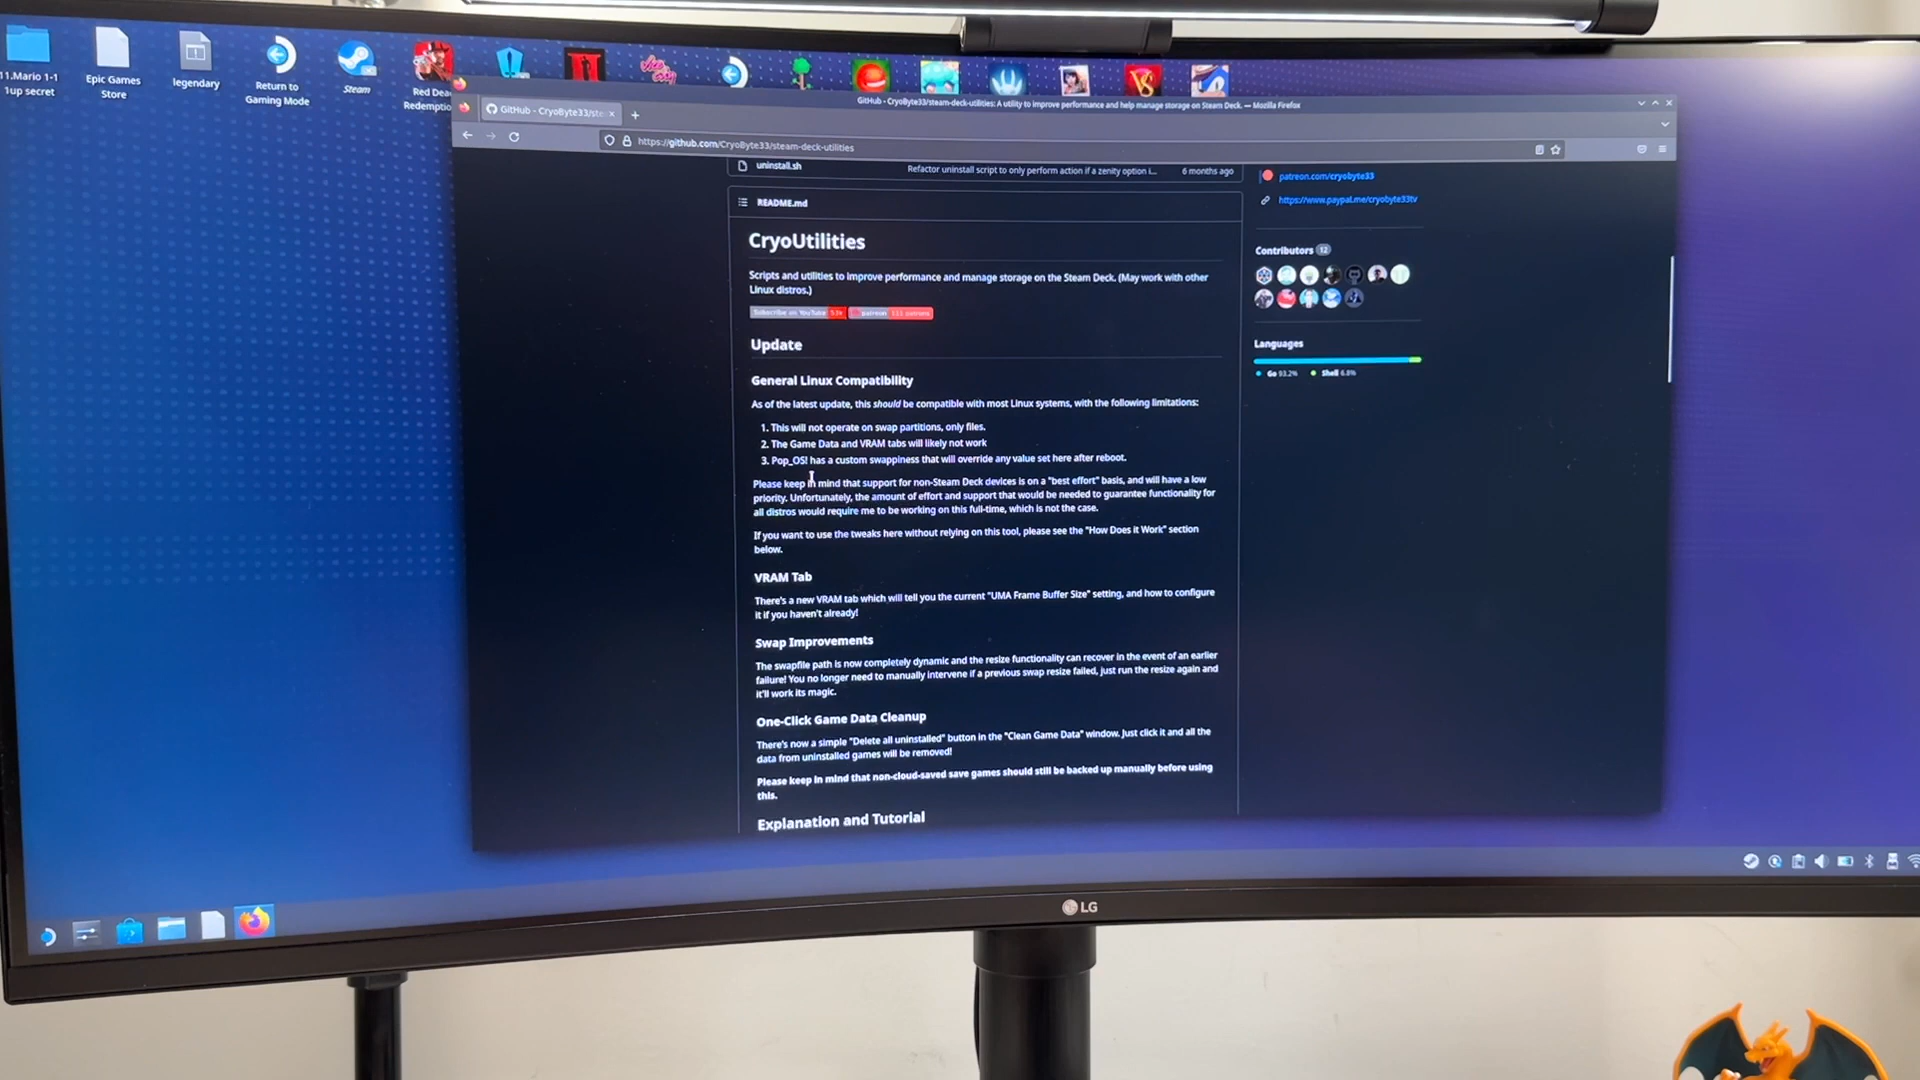 11.Mario 1-1
1up secret
Epic Games
Store
legendary
Return to
Gaming Mode
Steam
Red Dead
Redemptio
GitHub - CryoByte33/steam-deck-utilities: A utility to improve performance and help manage storage on Steam Deck. — Mozilla Firefox
GitHub - CryoByte33/ste
https://github.com/CryoByte33/steam-deck-utilities
uninstall.sh
Refactor uninstall script to only perform action if a zenity option i...
6 months ago
README.md
CryoUtilities
Scripts and utilities to improve performance and manage storage on the Steam Deck. (May work with other
Linux distros.)
Subscribe on YouTube 53k patreon 511 patrons
Update
General Linux Compatibility
As of the latest update, this should be compatible with most Linux systems, with the following limitations:
1. This will not operate on swap partitions, only files.
2. The Game Data and VRAM tabs will likely not work
3. Pop_OS! has a custom swappiness that will override any value set here after reboot.
Please keep in mind that support for non-Steam Deck devices is on a "best effort" basis, and will have a low
priority. Unfortunately, the amount of effort and support that would be needed to guarantee functionality for
all distros would require me to be working on this full-time, which is not the case.
If you want to use the tweaks here without relying on this tool, please see the "How Does it Work" section
below.
VRAM Tab
There's a new VRAM tab which will tell you the current "UMA Frame Buffer Size" setting, and how to configure
it if you haven't already!
Swap Improvements
The swapfile path is now completely dynamic and the resize functionality can recover in the event of an earlier
failure! You no longer need to manually intervene if a previous swap resize failed, just run the resize again and
it'll work its magic.
One-Click Game Data Cleanup
There's now a simple "Delete all uninstalled" button in the "Clean Game Data" window. Just click it and all the
data from uninstalled games will be removed!
Please keep in mind that non-cloud-saved save games should still be backed up manually before using
this.
Explanation and Tutorial
patreon.com/cryobyte33
https://www.paypal.me/cryobyte33tv
Contributors 12
Languages
Go 93.2% Shell 6.8%
LG